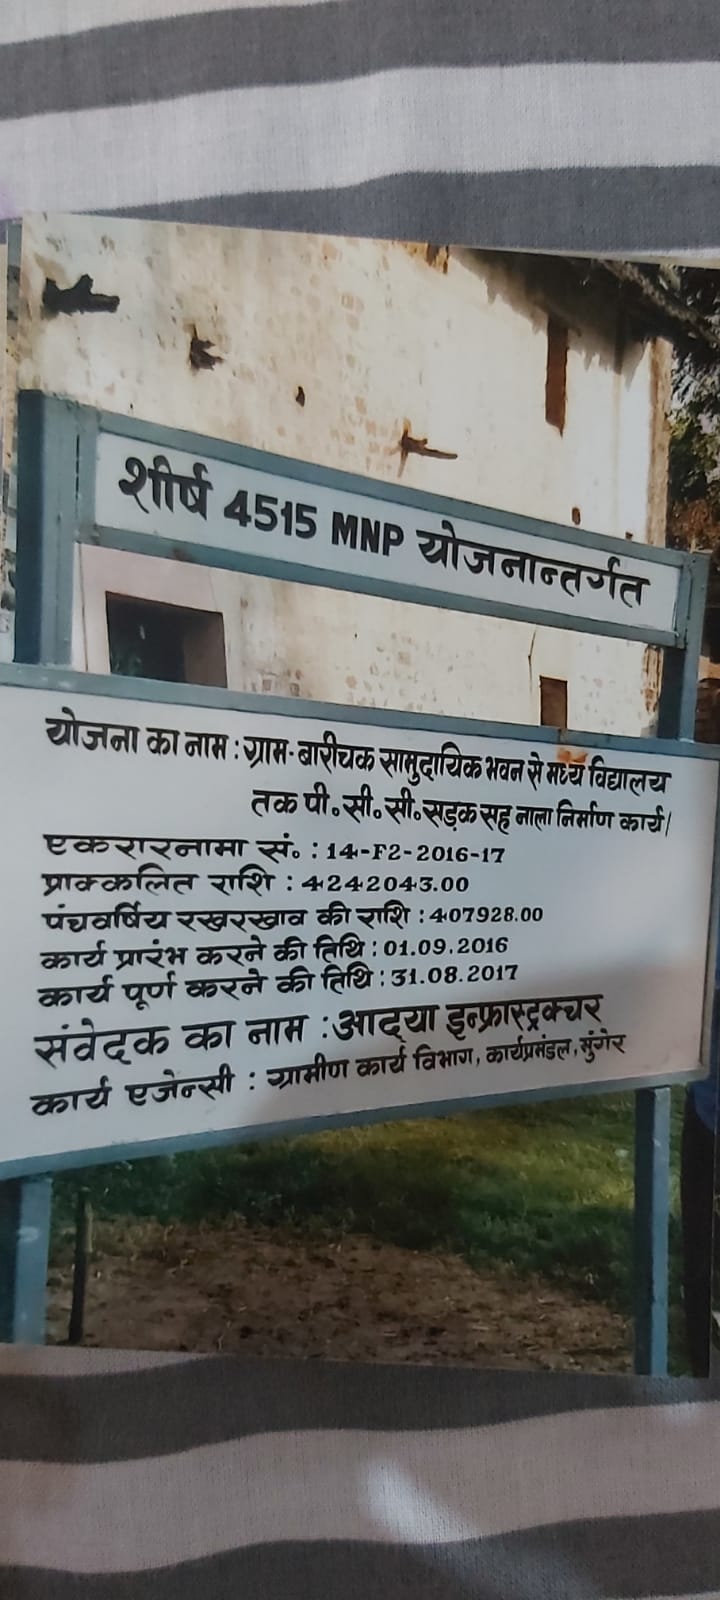 शीर्ष 4515 MNP योजनान्तर्गत
योजना का नाम : ग्राम-बारीचक सामुदायिक भवन से मध्य विद्यालय
तक पी॰ सी॰ सी॰ सड़क सह नाला निर्माण कार्य।
एकरारनामा सं॰ : 14-F2-2016-17
प्राक्कलित राशि : 4242043.00
पंचवर्षिय रखरखाव की राशि : 407928.00
कार्य प्रारंभ करने की तिथि : 01.09.2016
कार्य पूर्ण करने की तिथि : 31.08.2017
संवेदक का नाम : आद्या इन्फ्रास्ट्रक्चर
कार्य एजेन्सी : ग्रामीण कार्य विभाग, कार्यप्रमंडल, मुंगेर